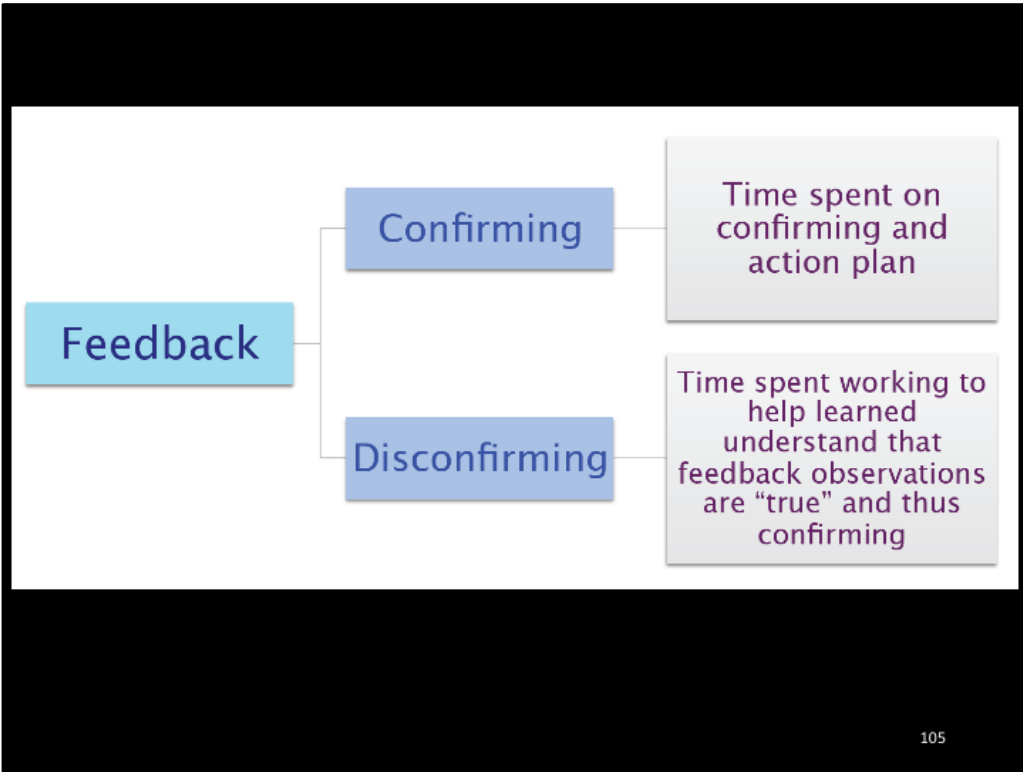 Feedback
Confirming
Time spent on
confirming and
action plan
Disconfirming
Time spent working to
help learned
understand that
feedback observations
are “true” and thus
confirming
105